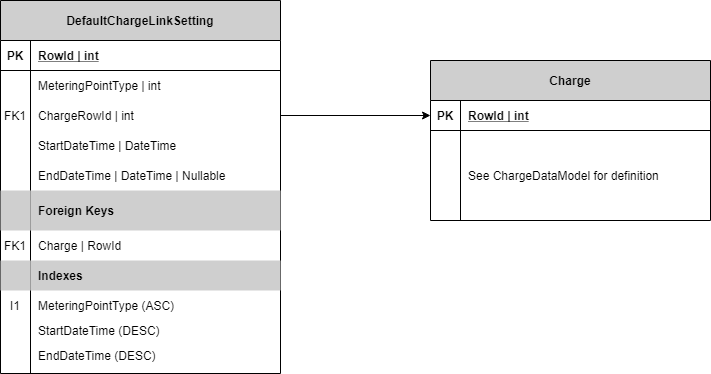 DefaultChargeLinkSetting
PK RowId | int
MeteringPointType | int
FK1 ChargeRowId | int
StartDateTime | DateTime
EndDateTime | DateTime | Nullable
Foreign Keys
FK1 Charge | RowId
Indexes
I1 MeteringPointType (ASC)
StartDateTime (DESC)
EndDateTime (DESC)
Charge
PK RowId | int
See ChargeDataModel for definition